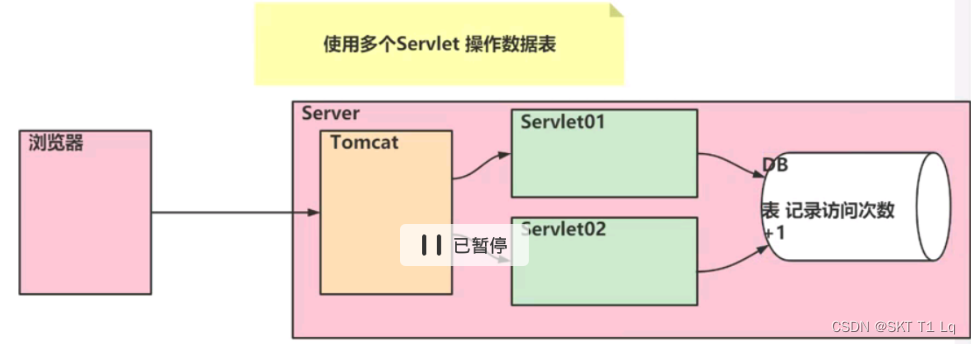 使用多个Servlet 操作数据表
Server
浏览器
Tomcat
Servlet01
DB
表 记录访问次数
+1
Servlet02
已暂停
CSDN @SKT T1 Lq